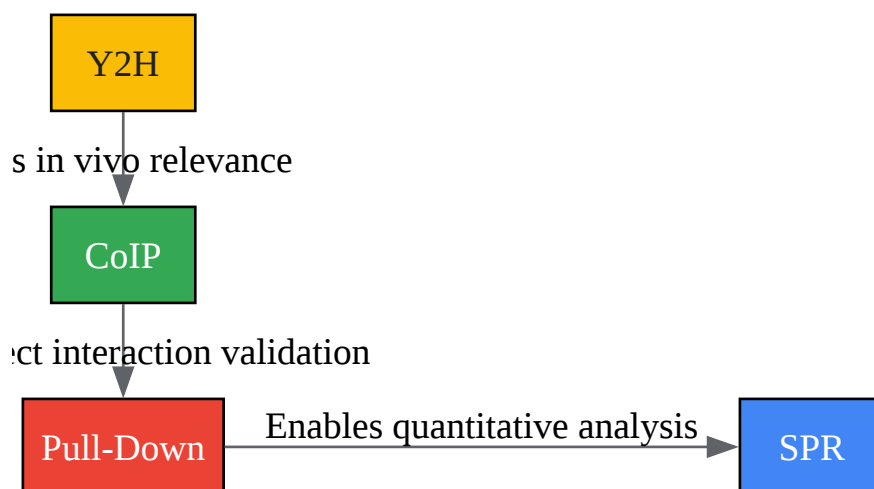 Y2H
s in vivo relevance
CoIP
ect interaction validation
Pull-Down
Enables quantitative analysis
SPR